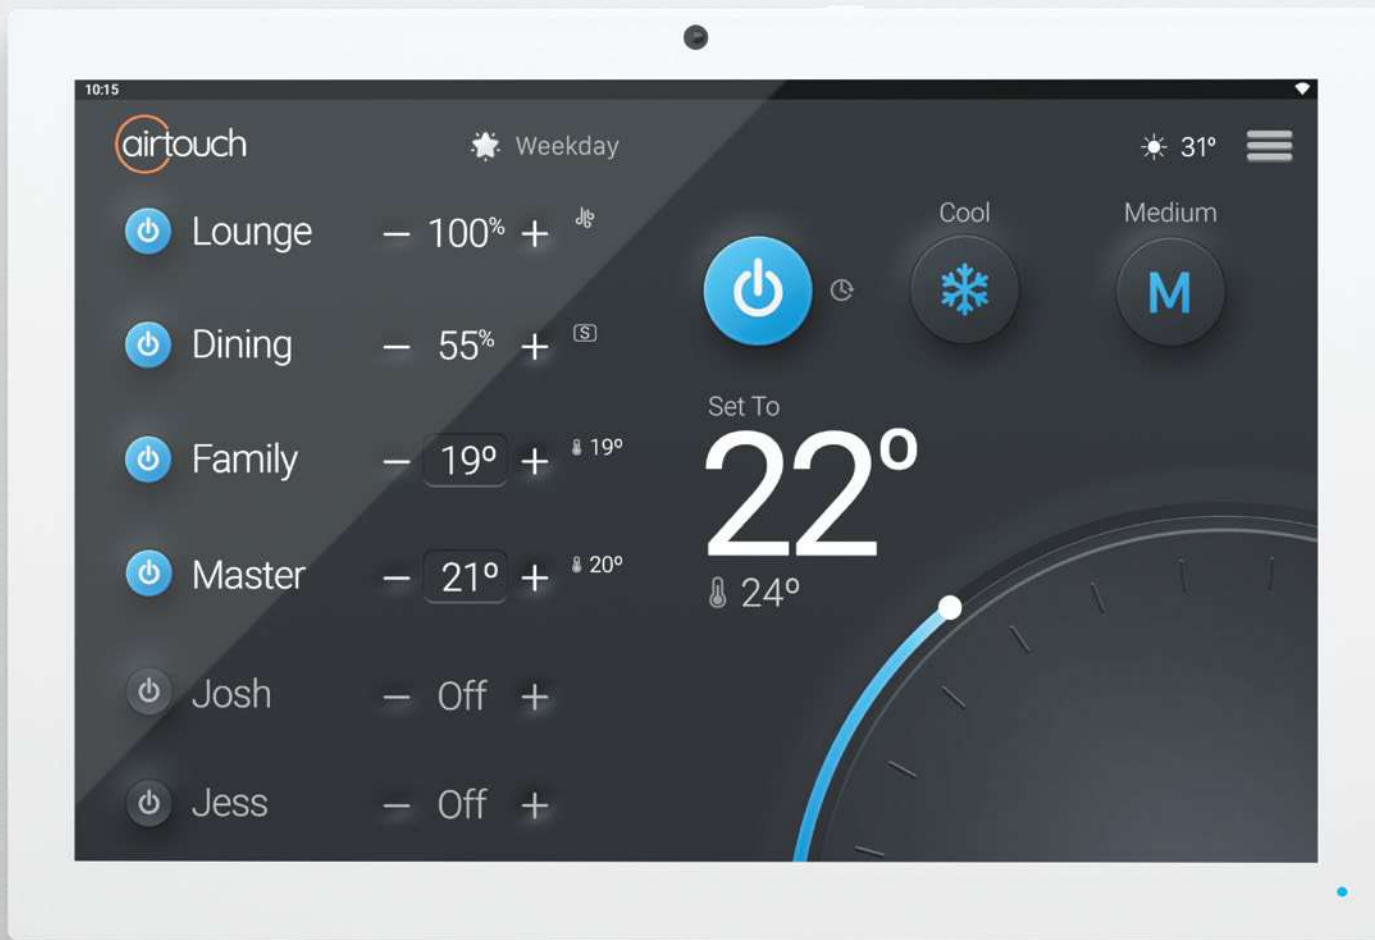 10:15
airtouch
Weekday
31°
Lounge
− 100% +
Dining
− 55% +
S
Family
− 19° +
19°
Master
− 21° +
20°
Josh
− Off +
Jess
− Off +
Cool
Medium
M
Set To
22°
24°